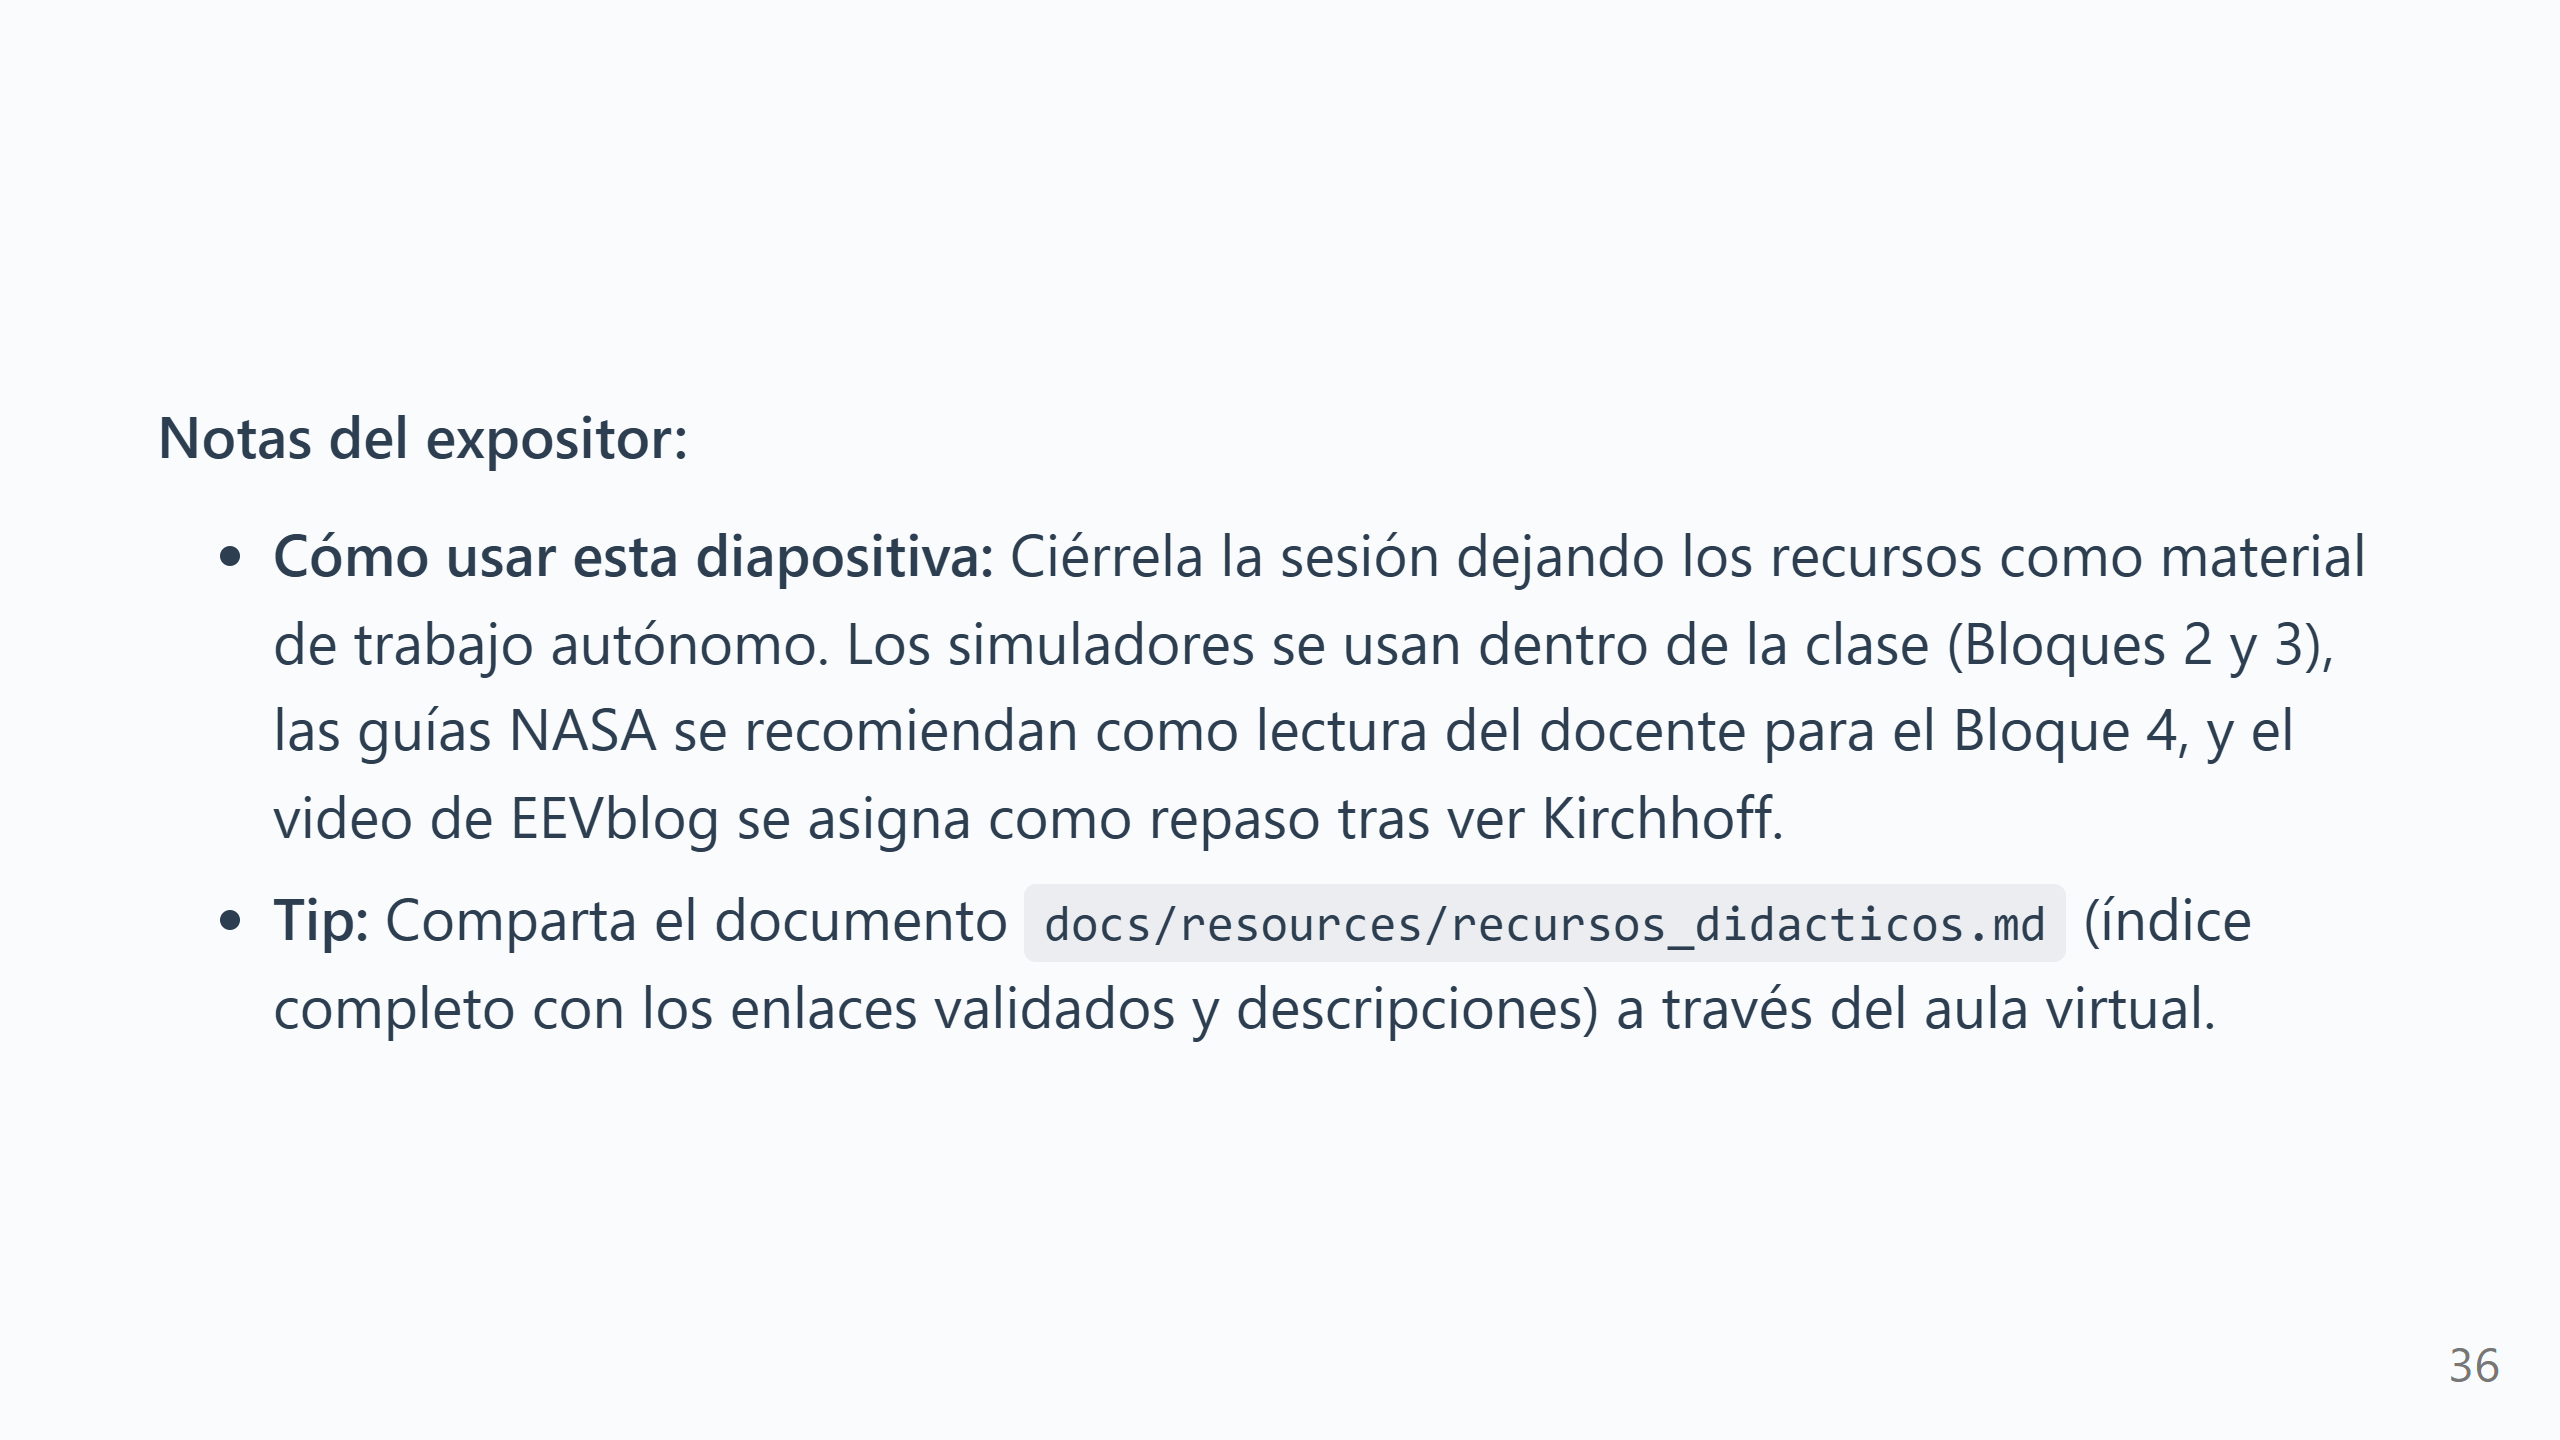 Notas del expositor:
• Cómo usar esta diapositiva: Ciérrela la sesión dejando los recursos como material
de trabajo autónomo. Los simuladores se usan dentro de la clase (Bloques 2 y 3),
las guías NASA se recomiendan como lectura del docente para el Bloque 4, y el
video de EEVblog se asigna como repaso tras ver Kirchhoff.
• Tip: Comparta el documento docs/resources/recursos_didacticos.md (índice
completo con los enlaces validados y descripciones) a través del aula virtual.
36